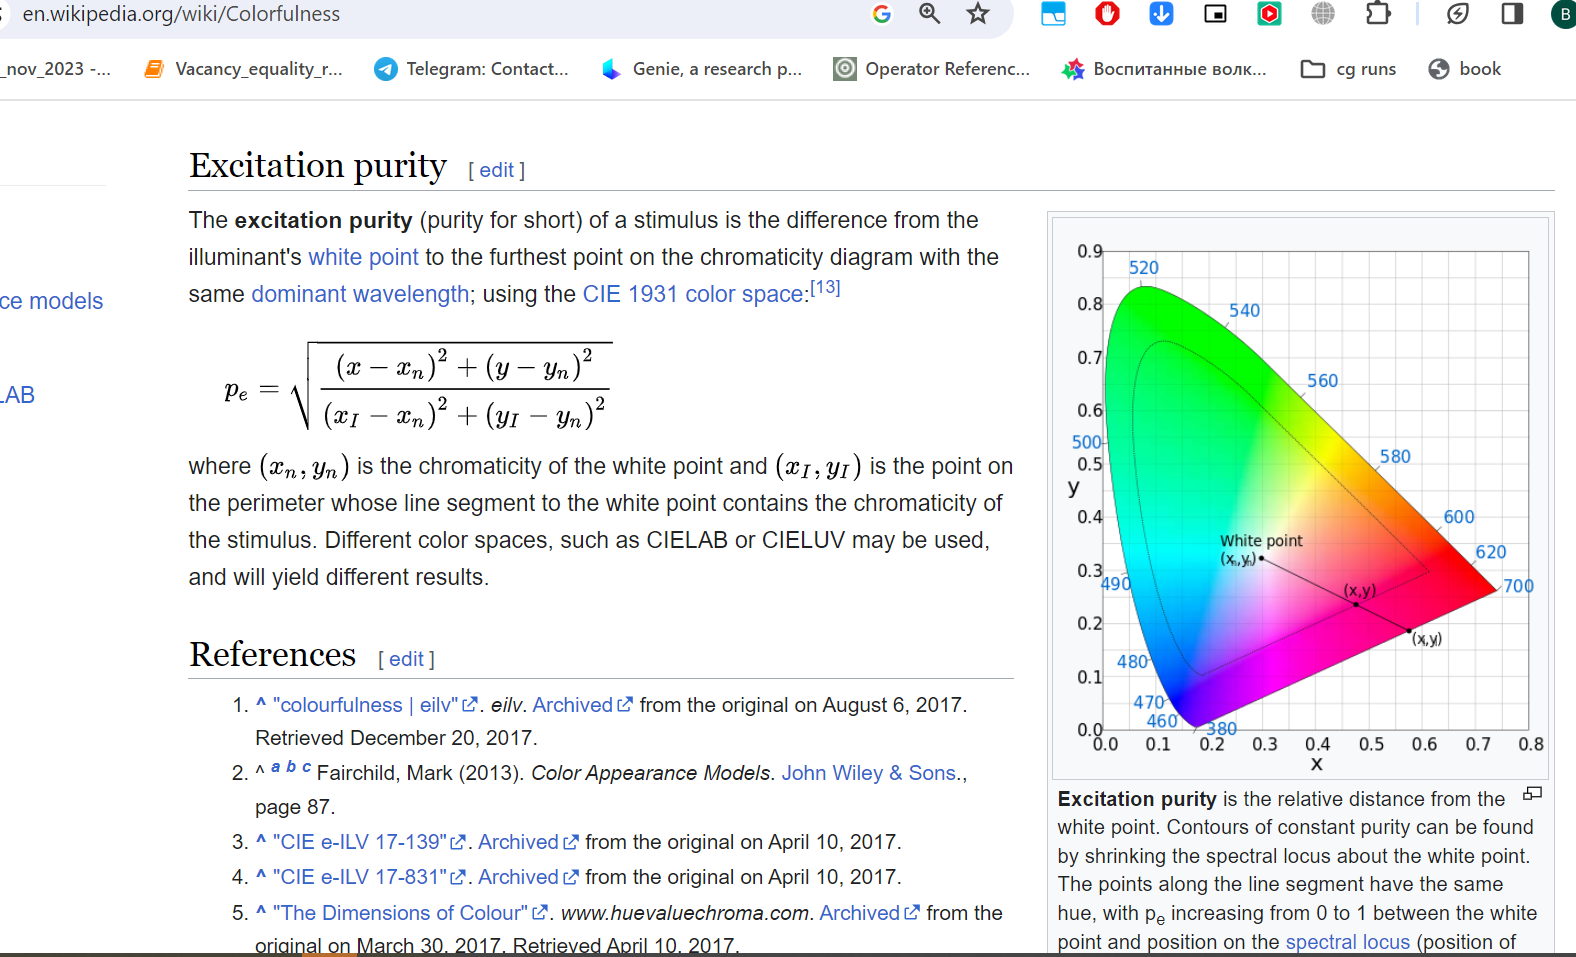 en.wikipedia.org/wiki/Colorfulness
B
_nov_2023 -...
Vacancy_equality_r...
Telegram: Contact...
Genie, a research p...
Operator Referenc...
Воспитанные волк...
cg runs
book
Excitation purity [ edit ]
The excitation purity (purity for short) of a stimulus is the difference from the
illuminant's white point to the furthest point on the chromaticity diagram with the
same dominant wavelength; using the CIE 1931 color space:[13]
pₑ = √(((x − xₙ)² + (y − yₙ)²) / ((x_I − xₙ)² + (y_I − yₙ)²))
where (xₙ, yₙ) is the chromaticity of the white point and (x_I, y_I) is the point on
the perimeter whose line segment to the white point contains the chromaticity of
the stimulus. Different color spaces, such as CIELAB or CIELUV may be used,
and will yield different results.
ce models
LAB
References [ edit ]
1. ^ "colourfulness | eilv". eilv. Archived from the original on August 6, 2017.
Retrieved December 20, 2017.
2. ^ a b c Fairchild, Mark (2013). Color Appearance Models. John Wiley & Sons.,
page 87.
3. ^ "CIE e-ILV 17-139". Archived from the original on April 10, 2017.
4. ^ "CIE e-ILV 17-831". Archived from the original on April 10, 2017.
5. ^ "The Dimensions of Colour". www.huevaluechroma.com. Archived from the
original on March 30, 2017. Retrieved April 10, 2017.
0.9
520
0.8
540
0.7
560
0.6
500
580
0.5
y
0.4
600
White point
620
(xₙ,yₙ)
0.3
490
700
(x,y)
0.2
(x,y)
480
0.1
470
460
0.0
380
0.0 0.1 0.2 0.3 0.4 0.5 0.6 0.7 0.8
x
Excitation purity is the relative distance from the
white point. Contours of constant purity can be found
by shrinking the spectral locus about the white point.
The points along the line segment have the same
hue, with pₑ increasing from 0 to 1 between the white
point and position on the spectral locus (position of